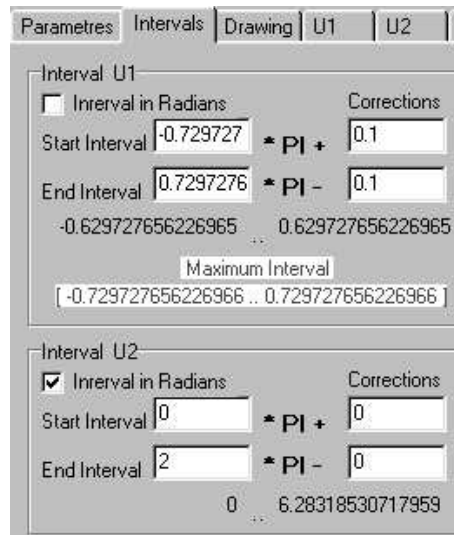 Parametres Intervals Drawing U1 U2
Interval U1
Inrerval in Radians Corrections
Start Interval -0.729727 * PI + 0.1
End Interval 0.7297276 * PI - 0.1
-0.629727656226965 .. 0.629727656226965
Maximum Interval
[ -0.729727656226966 .. 0.729727656226966 ]
Interval U2
Inrerval in Radians Corrections
Start Interval 0 * PI + 0
End Interval 2 * PI - 0
0 .. 6.28318530717959